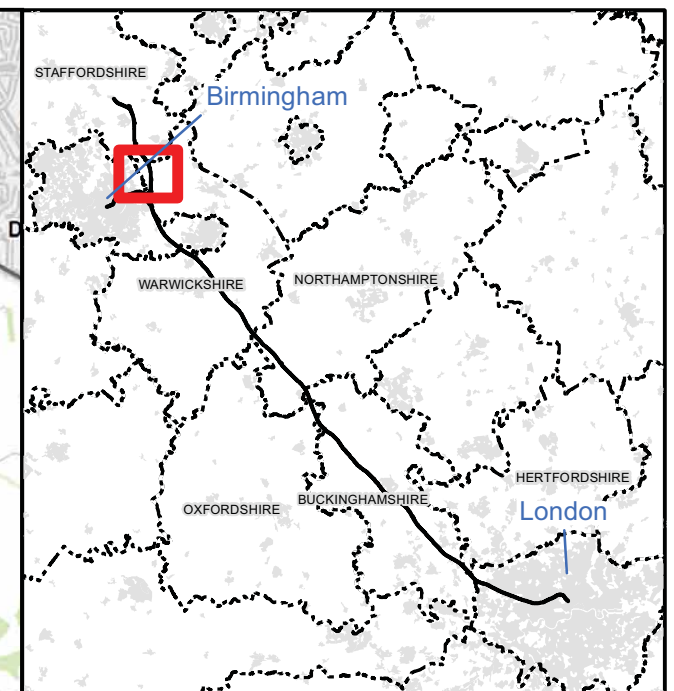 STAFFORDSHIRE
Birmingham
D
WARWICKSHIRE
NORTHAMPTONSHIRE
HERTFORDSHIRE
BUCKINGHAMSHIRE
OXFORDSHIRE
London